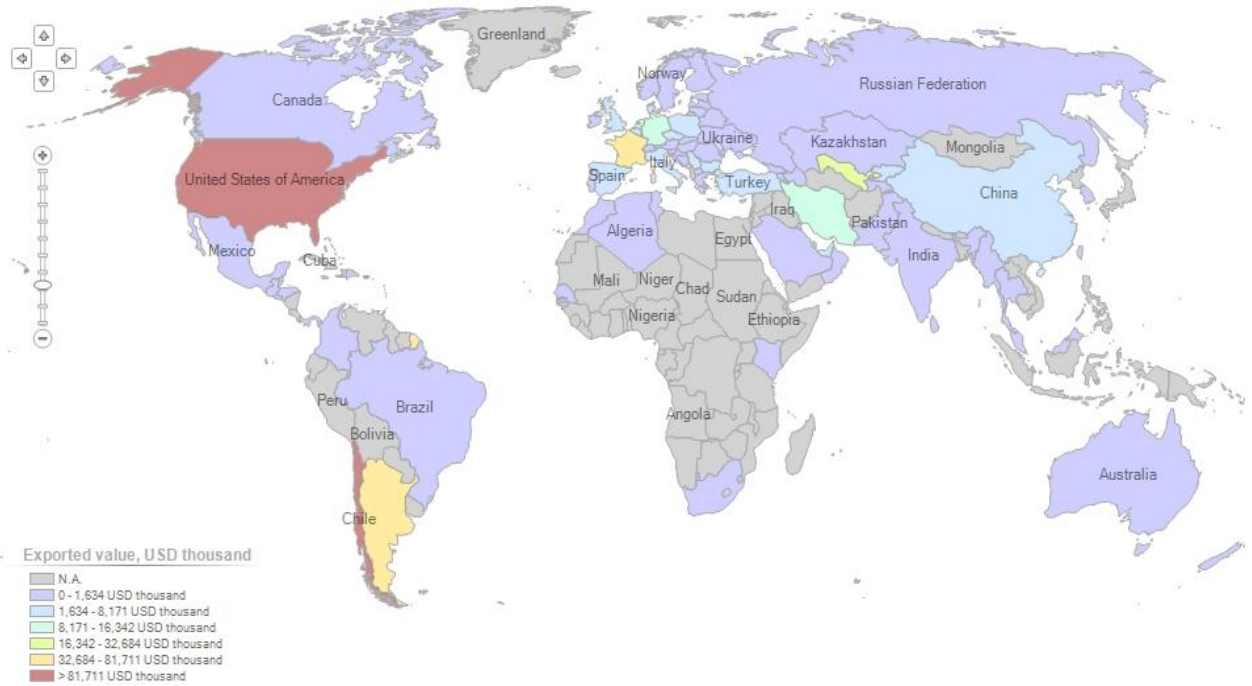 Greenland
Norway
Russian Federation
Canada
Ukraine
Kazakhstan
Mongolia
Italy
United States of America
Spain
Turkey
China
Iraq
Pakistan
Mexico
Algeria
Egypt
India
Cuba
Mali
Niger
Chad
Sudan
Nigeria
Ethiopia
Peru
Brazil
Angola
Bolivia
Australia
Chile
Exported value, USD thousand
N.A.
0 - 1,634 USD thousand
1,634 - 8,171 USD thousand
8,171 - 16,342 USD thousand
16,342 - 32,684 USD thousand
32,684 - 81,711 USD thousand
> 81,711 USD thousand